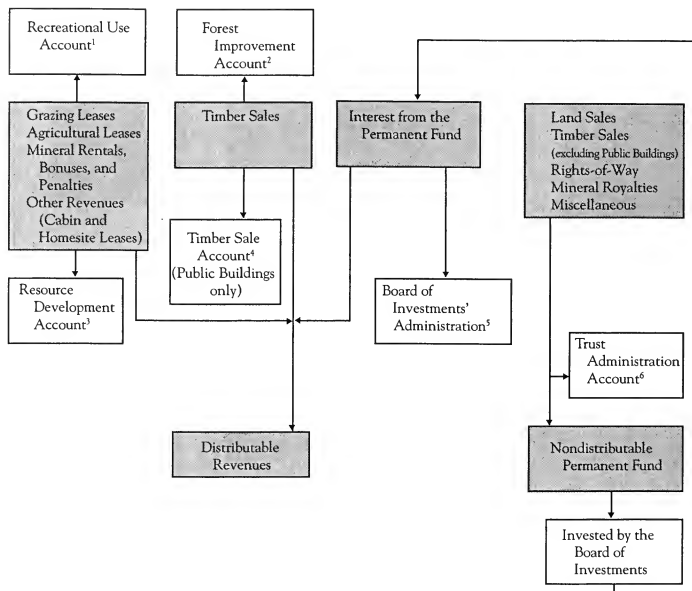 Recreational Use
Account¹
Forest
Improvement
Account²
Grazing Leases
Agricultural Leases
Mineral Rentals,
Bonuses, and
Penalties
Other Revenues
(Cabin and
Homesite Leases)
Timber Sales
Interest from the
Permanent Fund
Land Sales
Timber Sales
(excluding Public Buildings)
Rights-of-Way
Mineral Royalties
Miscellaneous
Resource
Development
Account³
Timber Sale
Account⁴
(Public Buildings
only)
Board of
Investments'
Administration⁵
Trust
Administration
Account⁶
Distributable
Revenues
Nondistributable
Permanent Fund
Invested by the
Board of
Investments